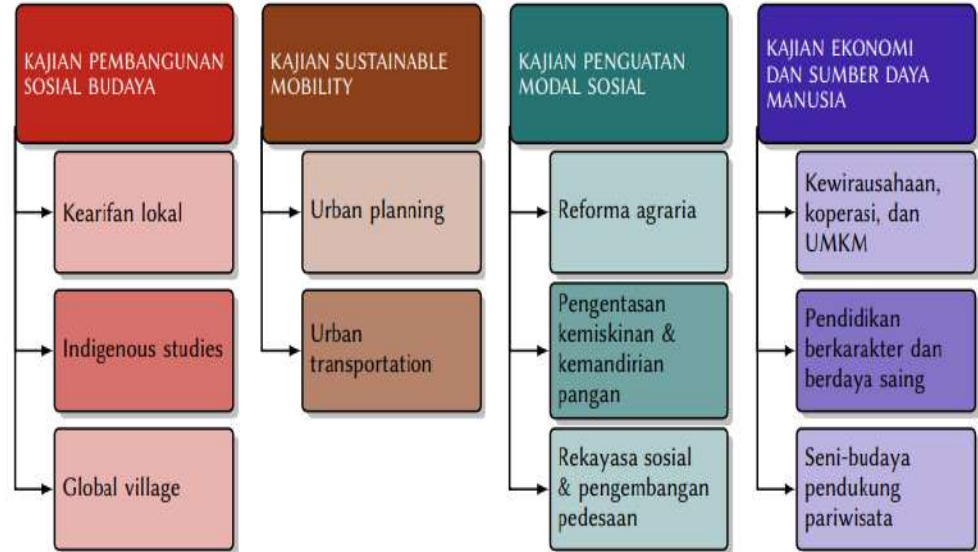 KAJIAN PEMBANGUNAN
SOSIAL BUDAYA
Kearifan lokal
Indigenous studies
Global village
KAJIAN SUSTAINABLE
MOBILITY
Urban planning
Urban
transportation
KAJIAN PENGUATAN
MODAL SOSIAL
Reforma agraria
Pengentasan
kemiskinan &
kemandirian
pangan
Rekayasa sosial
& pengembangan
pedesaan
KAJIAN EKONOMI
DAN SUMBER DAYA
MANUSIA
Kewirausahaan,
koperasi, dan
UMKM
Pendidikan
berkarakter dan
berdaya saing
Seni-budaya
pendukung
pariwisata